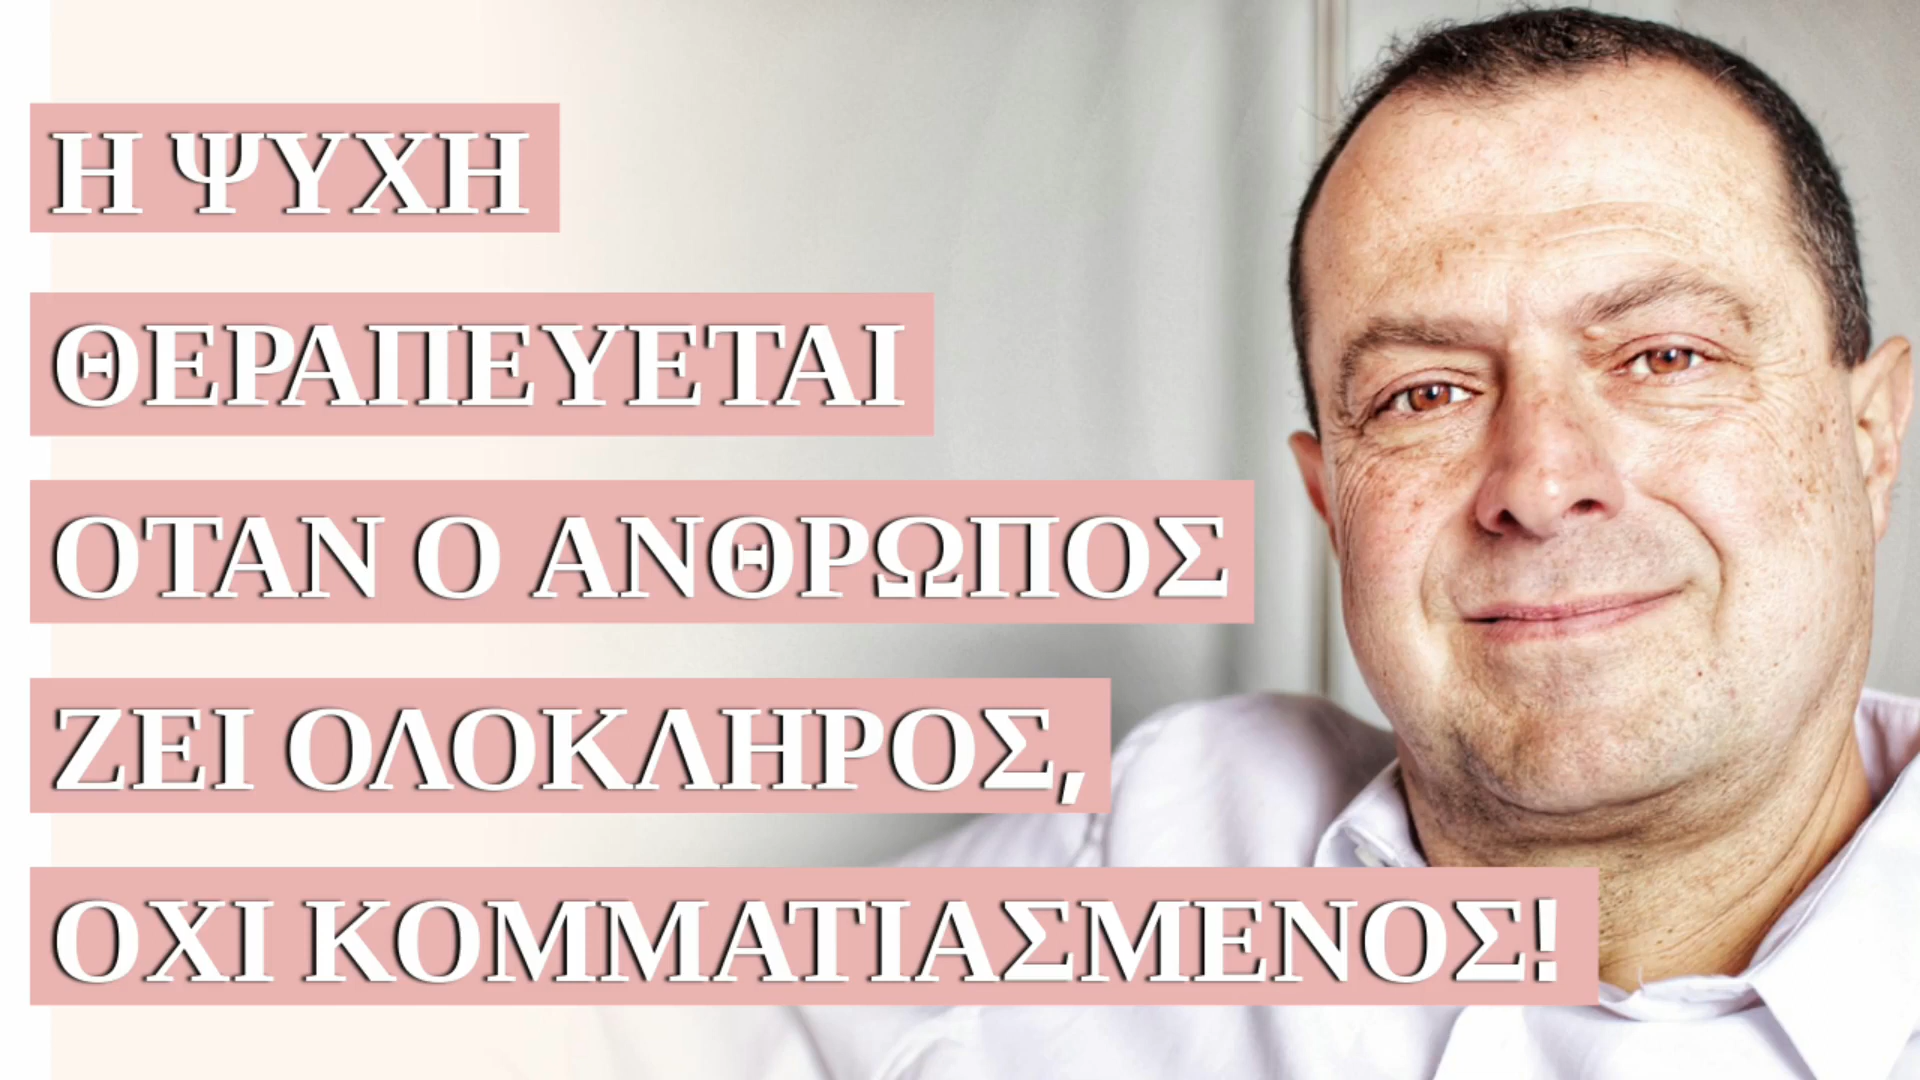 Η ΨΥΧΗ
ΘΕΡΑΠΕΥΕΤΑΙ
ΟΤΑΝ Ο ΑΝΘΡΩΠΟΣ
ΖΕΙ ΟΛΟΚΛΗΡΟΣ,
ΟΧΙ ΚΟΜΜΑΤΙΑΣΜΕΝΟΣ!